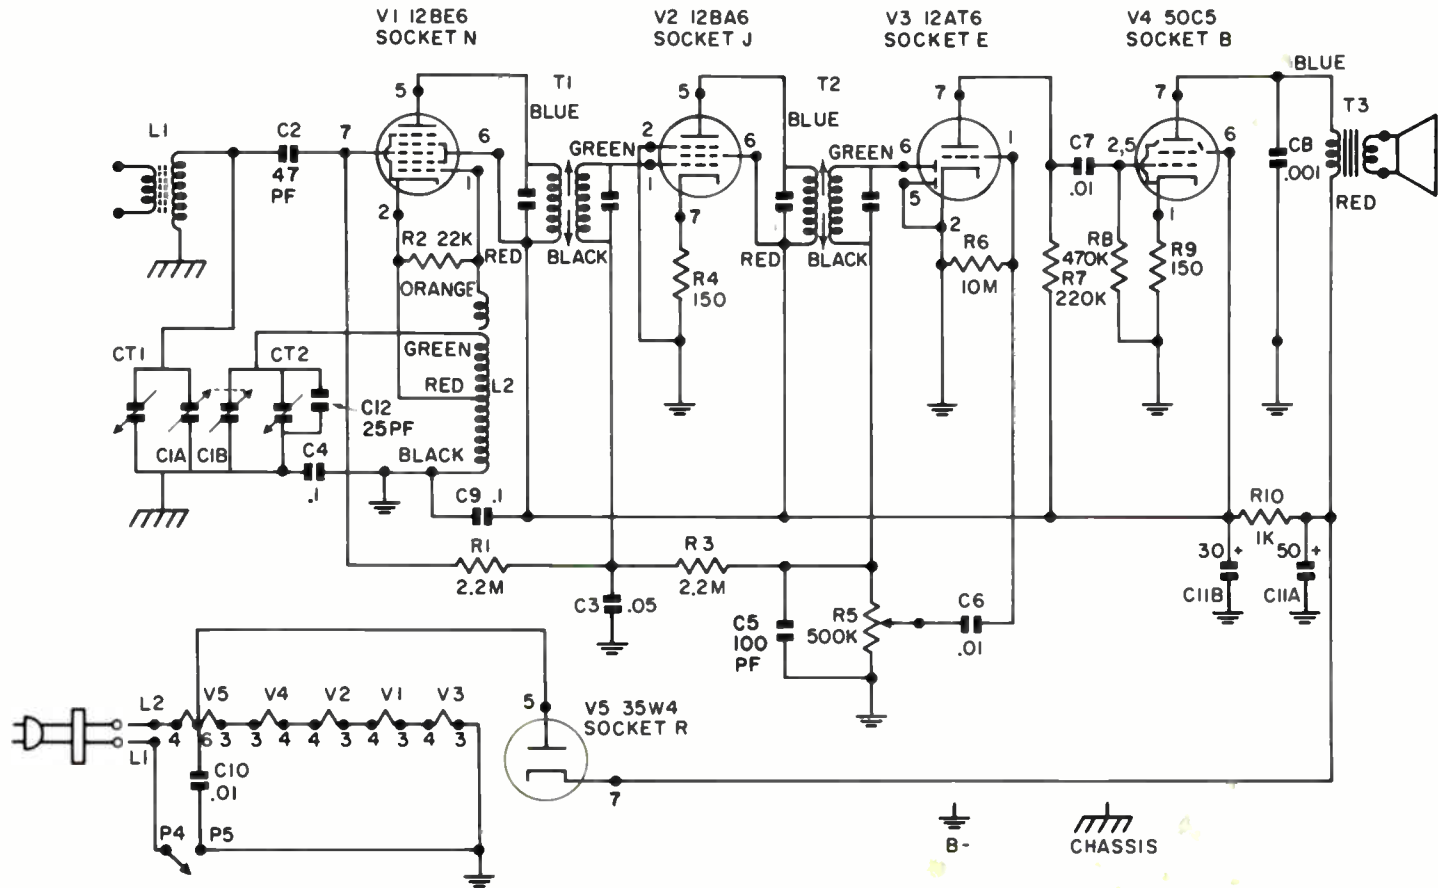 V1 12BE6
SOCKET N
V2 12BA6
SOCKET J
V3 12AT6
SOCKET E
V4 50C5
SOCKET B
BLUE
T1
BLUE
T2
BLUE
T3
5
5
7
7
L1
C2
47
PF
7
6
1
2
GREEN
2
1
6
GREEN
6
5
1
C7
.01
2,5
6
C8
.001
RED
R2 22K
RED
BLACK
7
R4
150
RED
BLACK
2
R6
10M
R8
470K
R7
220K
1
R9
150
ORANGE
GREEN
RED
L2
CT1
CT2
C12
25PF
C1A
C1B
C4
.1
BLACK
C9 .1
R10
1K
R1
2.2M
R3
2.2M
30 +
C11B
50 +
C11A
C3
.05
C5
100
PF
R5
500K
C6
.01
L2
V5
V4
V2
V1
V3
4
6
3
3
4
4
3
4
3
4
3
L1
C10
.01
P4
P5
5
V5 35W4
SOCKET R
7
B-
CHASSIS